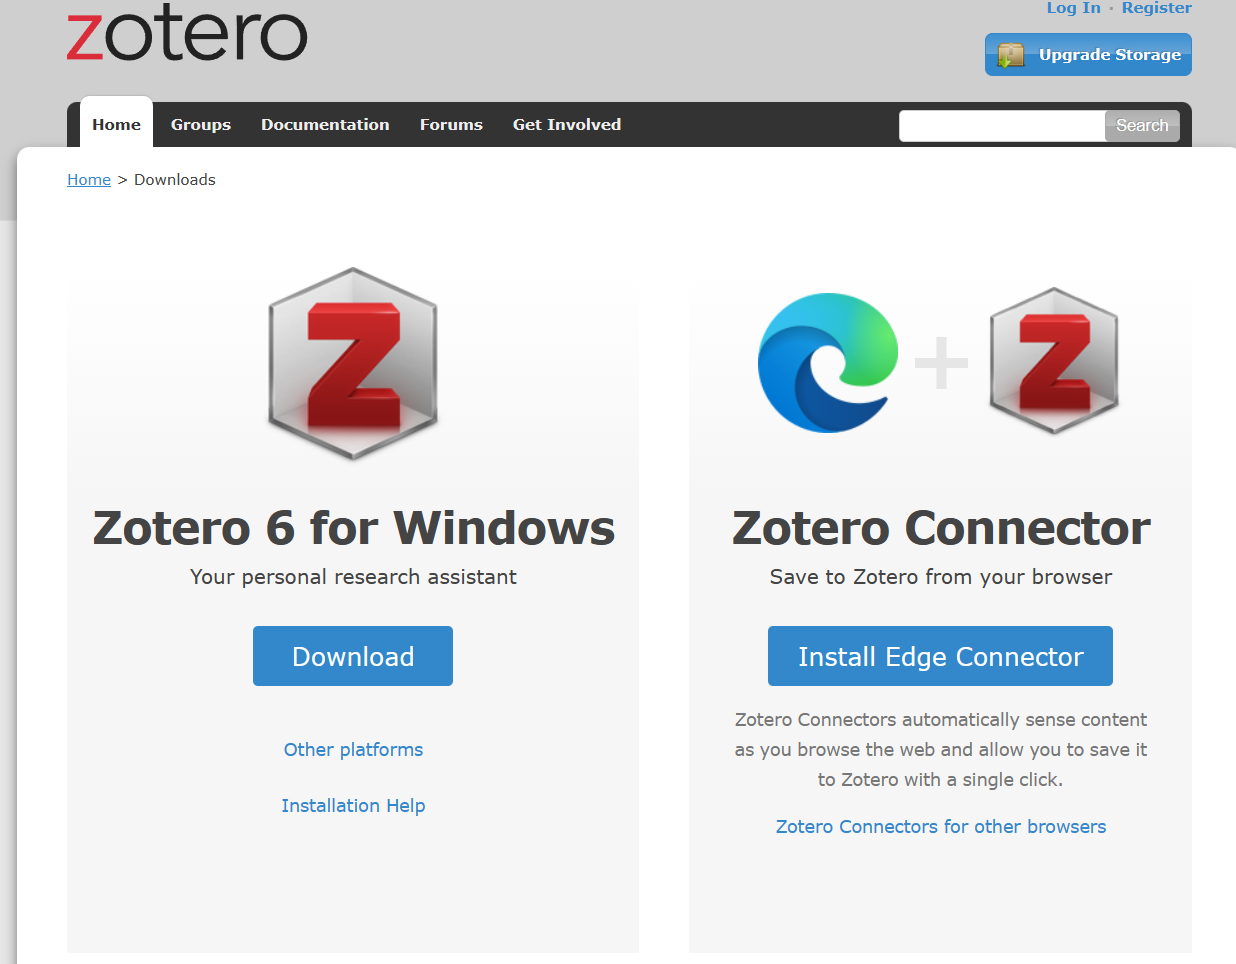 zotero
Log In · Register
Upgrade Storage
Home Groups Documentation Forums Get Involved
Search
Home > Downloads
Z
Z
Zotero 6 for Windows
Your personal research assistant
Download
Other platforms
Installation Help
Zotero Connector
Save to Zotero from your browser
Install Edge Connector
Zotero Connectors automatically sense content
as you browse the web and allow you to save it
to Zotero with a single click.
Zotero Connectors for other browsers